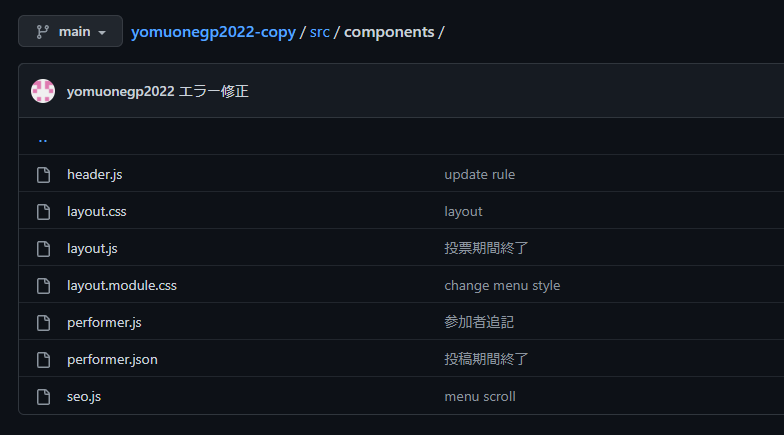 main yomuonegp2022-copy / src / components /
yomuonegp2022 エラー修正
..
header.js update rule
layout.css layout
layout.js 投票期間終了
layout.module.css change menu style
performer.js 参加者追記
performer.json 投稿期間終了
seo.js menu scroll